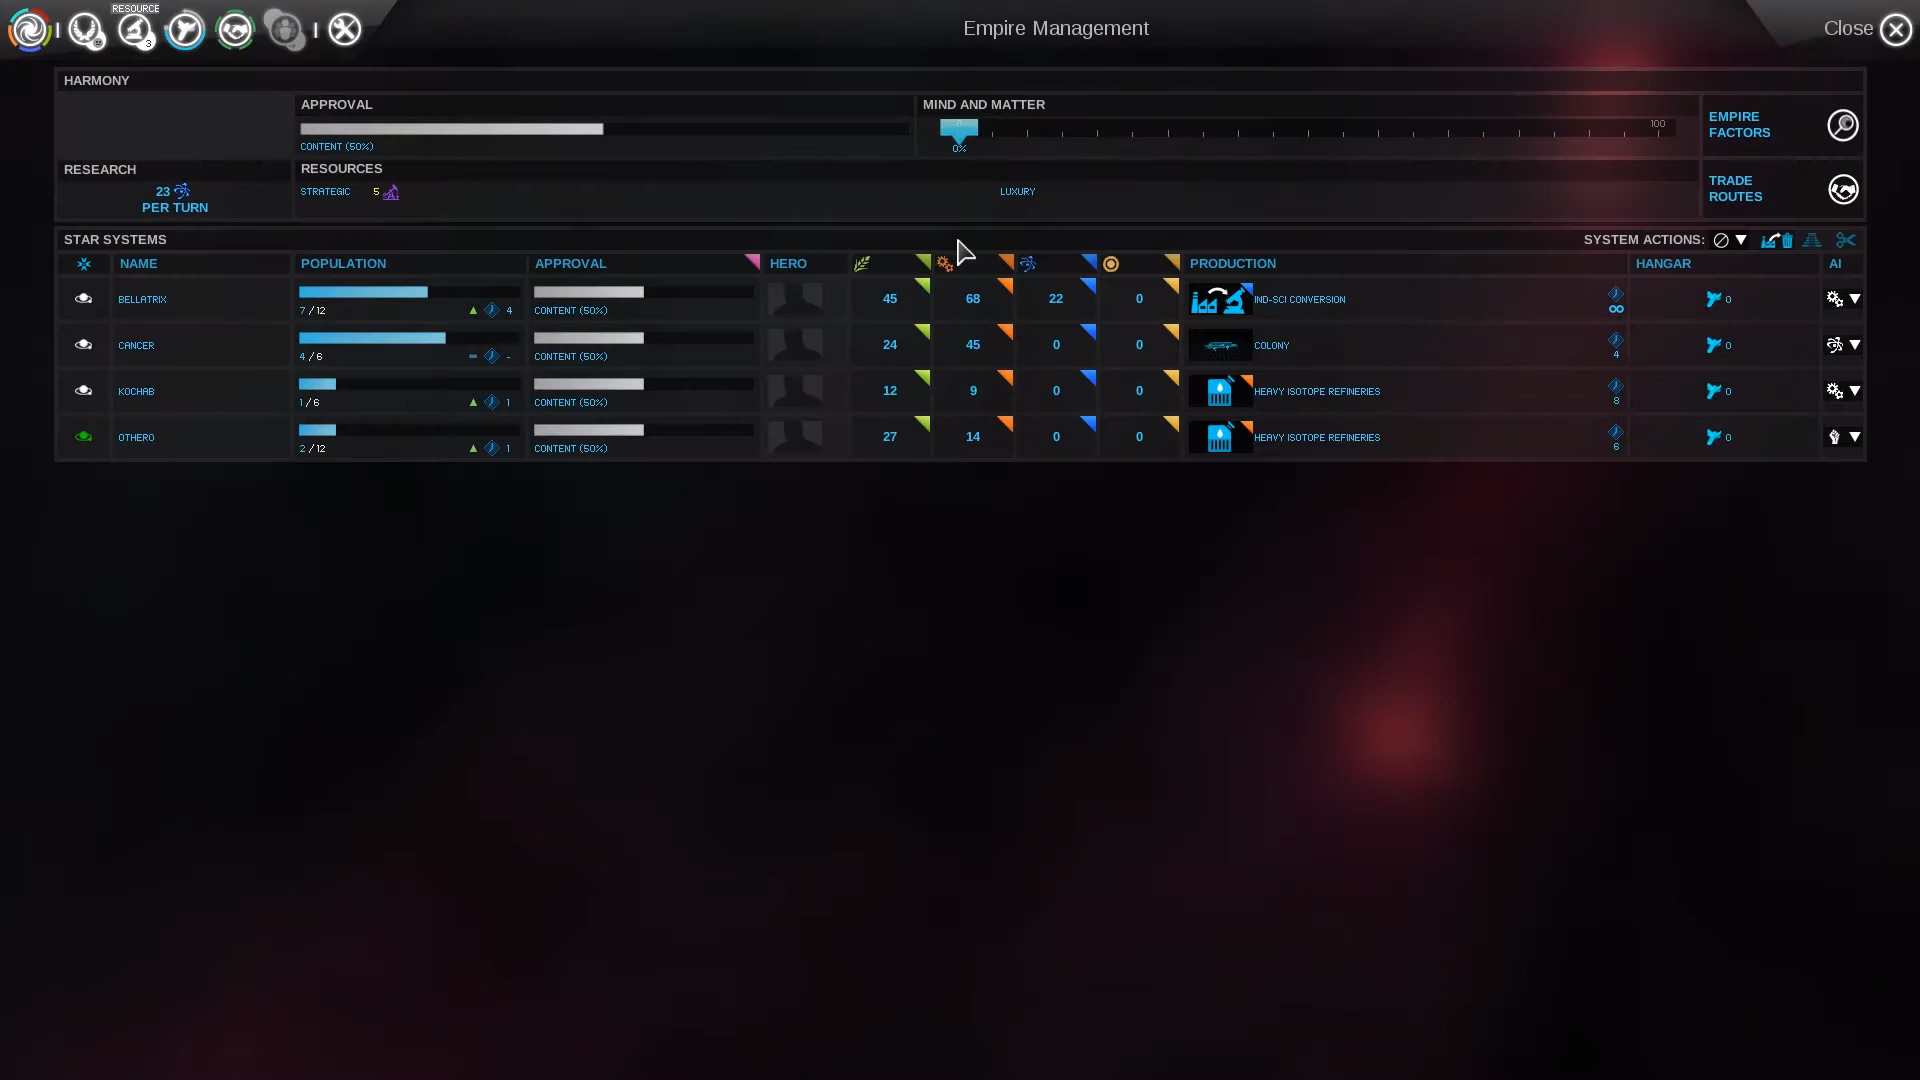 RESOURCE
3
Empire Management
Close
HARMONY
APPROVAL
CONTENT (50%)
MIND AND MATTER
0
100
0%
EMPIRE FACTORS
RESEARCH
23
PER TURN
RESOURCES
STRATEGIC 5
LUXURY
TRADE ROUTES
STAR SYSTEMS
SYSTEM ACTIONS:
NAME POPULATION APPROVAL HERO PRODUCTION HANGAR AI
BELLATRIX 7 / 12 4 CONTENT (50%) 45 68 22 0 IND-SCI CONVERSION ∞ 0
CANCER 4 / 6 - CONTENT (50%) 24 45 0 0 COLONY 4 0
KOCHAB 1 / 6 1 CONTENT (50%) 12 9 0 0 HEAVY ISOTOPE REFINERIES 8 0
OTHERO 2 / 12 1 CONTENT (50%) 27 14 0 0 HEAVY ISOTOPE REFINERIES 6 0